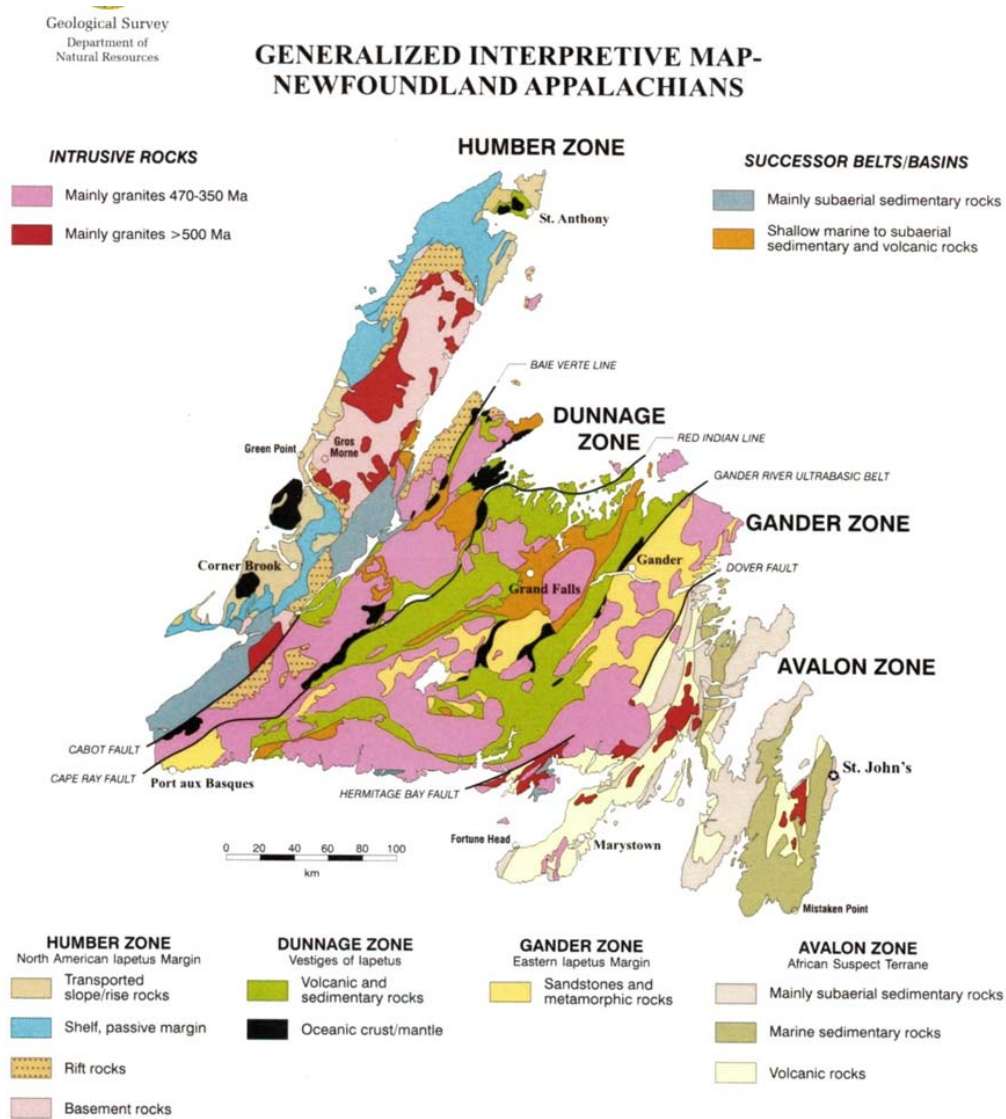 Geological Survey
Department of
Natural Resources
GENERALIZED INTERPRETIVE MAP-
NEWFOUNDLAND APPALACHIANS
INTRUSIVE ROCKS
Mainly granites 470-350 Ma
Mainly granites >500 Ma
HUMBER ZONE
SUCCESSOR BELTS/BASINS
Mainly subaerial sedimentary rocks
Shallow marine to subaerial
sedimentary and volcanic rocks
St. Anthony
BAIE VERTE LINE
DUNNAGE
ZONE
RED INDIAN LINE
Green Point
Gros
Morne
GANDER RIVER ULTRABASIC BELT
GANDER ZONE
Corner Brook
Grand Falls
Gander
DOVER FAULT
AVALON ZONE
CABOT FAULT
CAPE RAY FAULT
Port aux Basques
HERMITAGE BAY FAULT
St. John's
Fortune Head
Marystown
Mistaken Point
0 20 40 60 80 100
km
HUMBER ZONE
North American Iapetus Margin
Transported
slope/rise rocks
Shelf, passive margin
Rift rocks
Basement rocks
DUNNAGE ZONE
Vestiges of Iapetus
Volcanic and
sedimentary rocks
Oceanic crust/mantle
GANDER ZONE
Eastern Iapetus Margin
Sandstones and
metamorphic rocks
AVALON ZONE
African Suspect Terrane
Mainly subaerial sedimentary rocks
Marine sedimentary rocks
Volcanic rocks